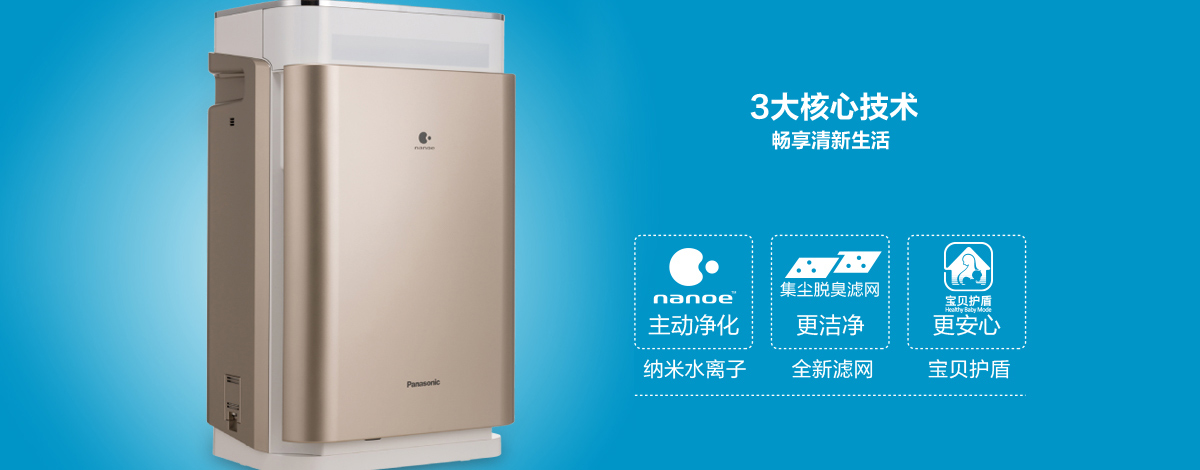 nanoe
Panasonic
3大核心技术
畅享清新生活
nanoe™
主动净化
纳米水离子
集尘脱臭滤网
更洁净
全新滤网
宝贝护盾
Healthy Baby Mode
更安心
宝贝护盾